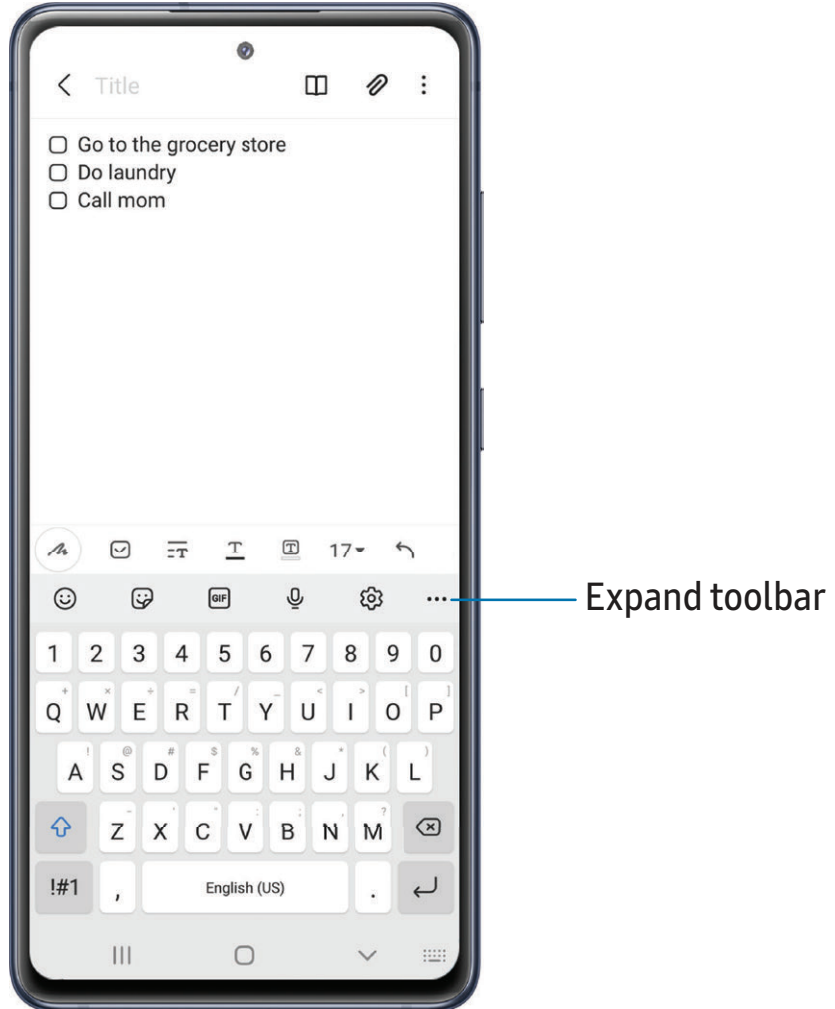 Title
Go to the grocery store
Do laundry
Call mom
T T T 17
GIF
Expand toolbar
1 2 3 4 5 6 7 8 9 0
+ × ÷ = / _ < > [ ]
Q W E R T Y U I O P
! @ # $ % & * ( )
A S D F G H J K L
- ' " : ; , ?
Z X C V B N M
!#1 , English (US) .